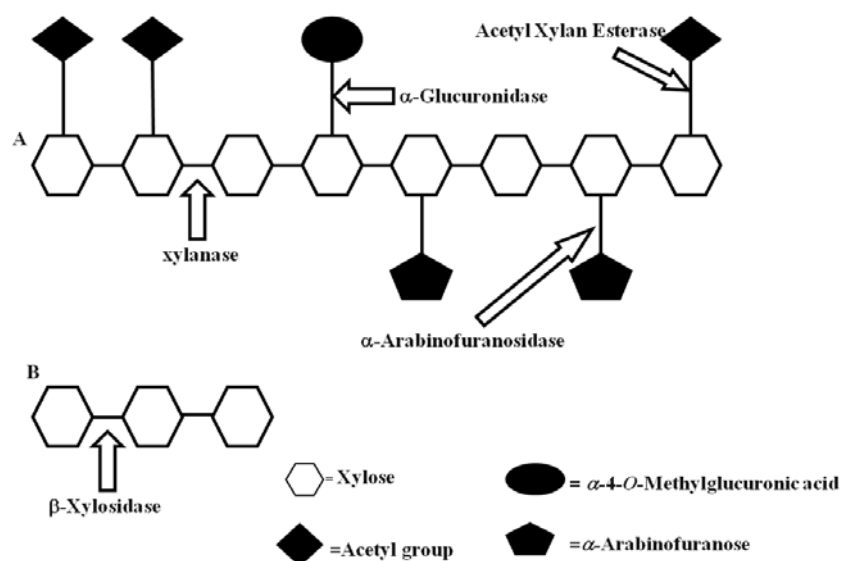 Acetyl Xylan Esterase
α-Glucuronidase
A
xylanase
α-Arabinofuranosidase
B
β-Xylosidase
= Xylose
= α-4-O-Methylglucuronic acid
=Acetyl group
=α-Arabinofuranose